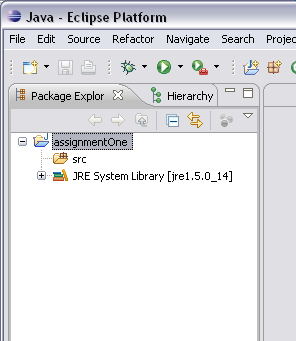 Java - Eclipse Platform
File Edit Source Refactor Navigate Search Projec
Package Explor Hierarchy
assignmentOne
src
JRE System Library [jre1.5.0_14]